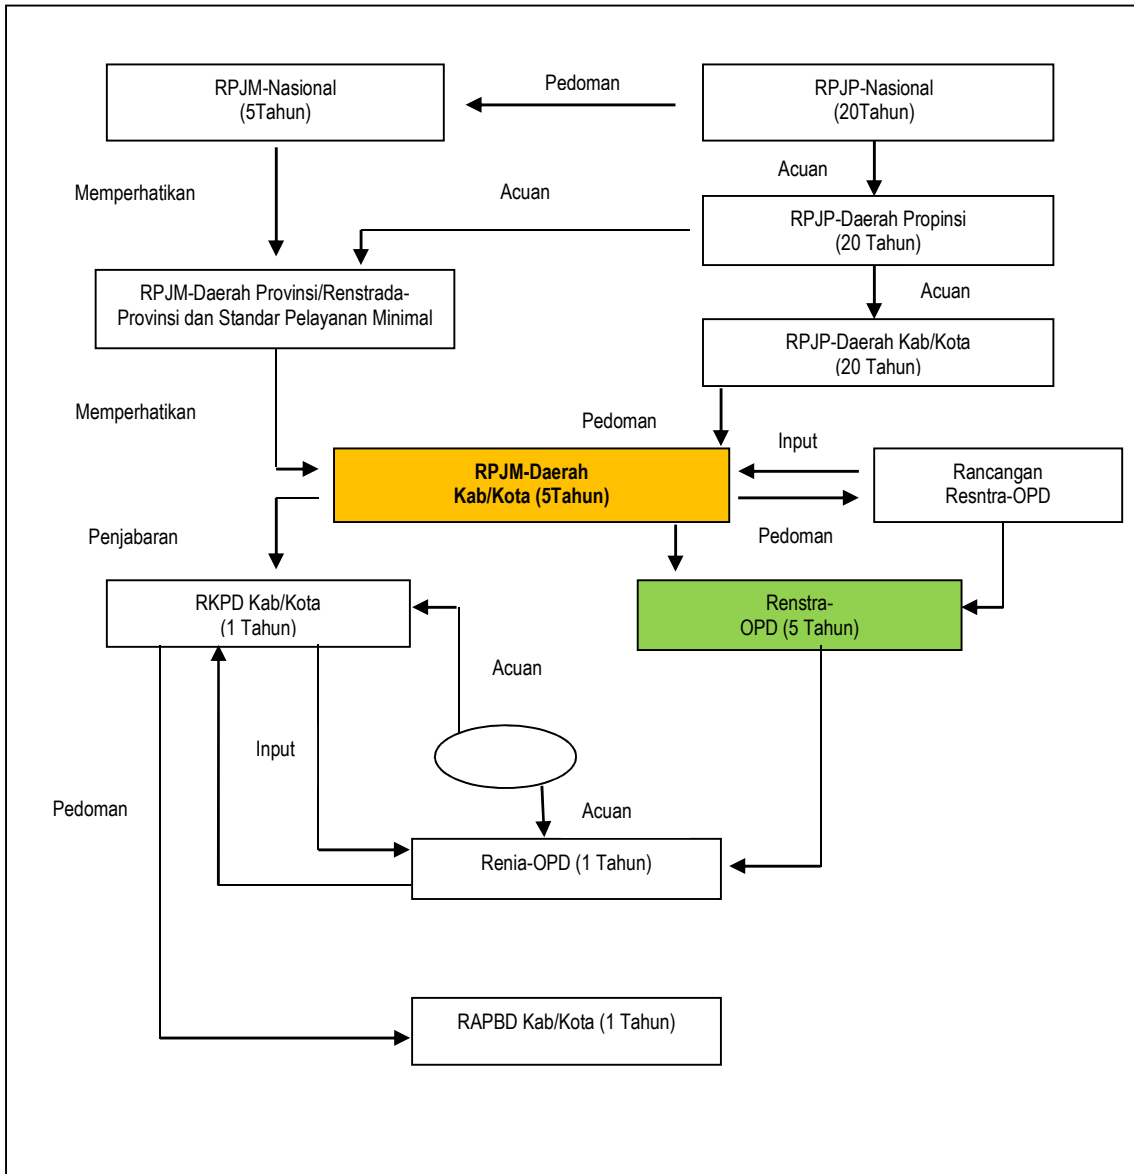 RPJM-Nasional
(5Tahun)
Pedoman
RPJP-Nasional
(20Tahun)
Memperhatikan
Acuan
Acuan
RPJP-Daerah Propinsi
(20 Tahun)
RPJM-Daerah Provinsi/Renstrada-
Provinsi dan Standar Pelayanan Minimal
Acuan
RPJP-Daerah Kab/Kota
(20 Tahun)
Memperhatikan
Pedoman
Input
RPJM-Daerah
Kab/Kota (5Tahun)
Rancangan
Resntra-OPD
Penjabaran
Pedoman
RKPD Kab/Kota
(1 Tahun)
Renstra-
OPD (5 Tahun)
Acuan
Input
Pedoman
Acuan
Renia-OPD (1 Tahun)
RAPBD Kab/Kota (1 Tahun)